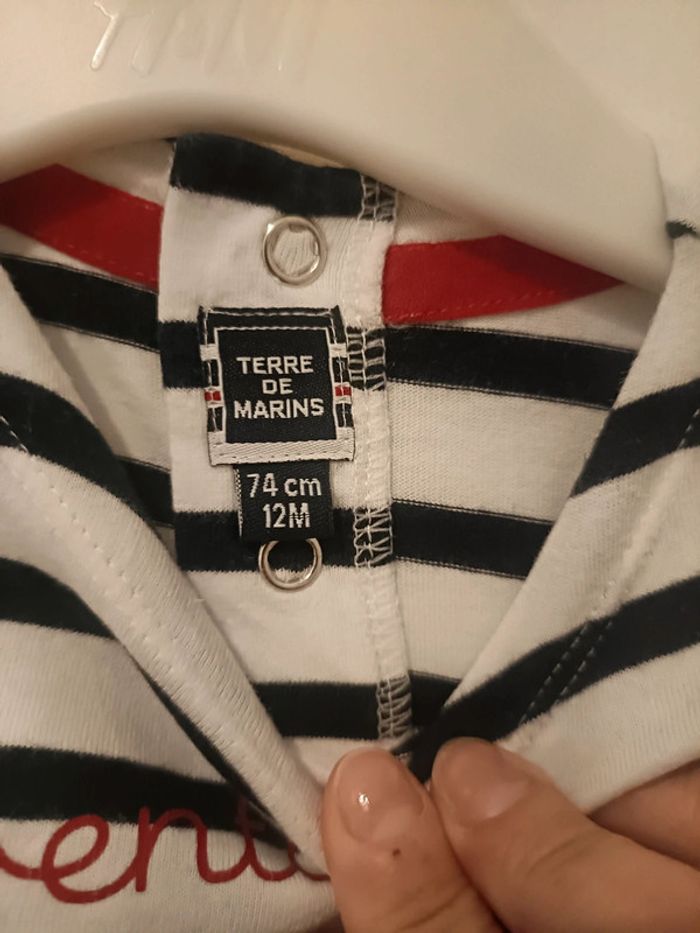 TERRE
DE
MARINS
74 cm
12M